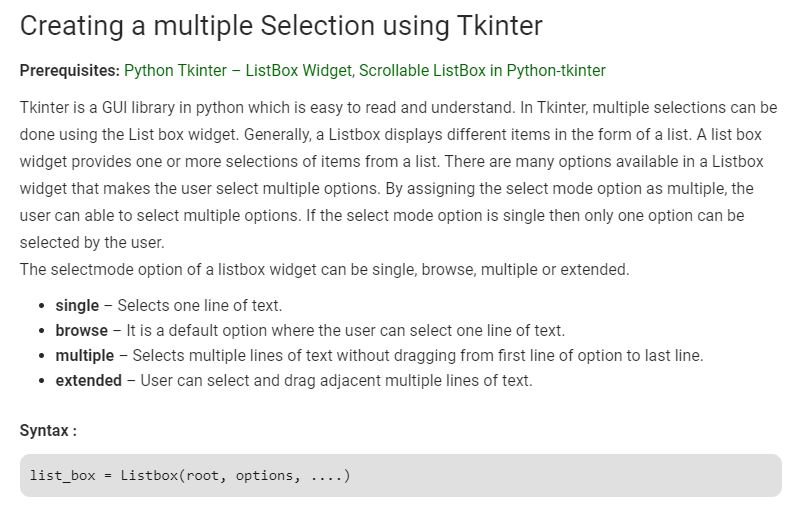 Creating a multiple Selection using Tkinter
Prerequisites: Python Tkinter – ListBox Widget, Scrollable ListBox in Python-tkinter
Tkinter is a GUI library in python which is easy to read and understand. In Tkinter, multiple selections can be
done using the List box widget. Generally, a Listbox displays different items in the form of a list. A list box
widget provides one or more selections of items from a list. There are many options available in a Listbox
widget that makes the user select multiple options. By assigning the select mode option as multiple, the
user can able to select multiple options. If the select mode option is single then only one option can be
selected by the user.
The selectmode option of a listbox widget can be single, browse, multiple or extended.
• single – Selects one line of text.
• browse – It is a default option where the user can select one line of text.
• multiple – Selects multiple lines of text without dragging from first line of option to last line.
• extended – User can select and drag adjacent multiple lines of text.
Syntax :
list_box = Listbox(root, options, ....)